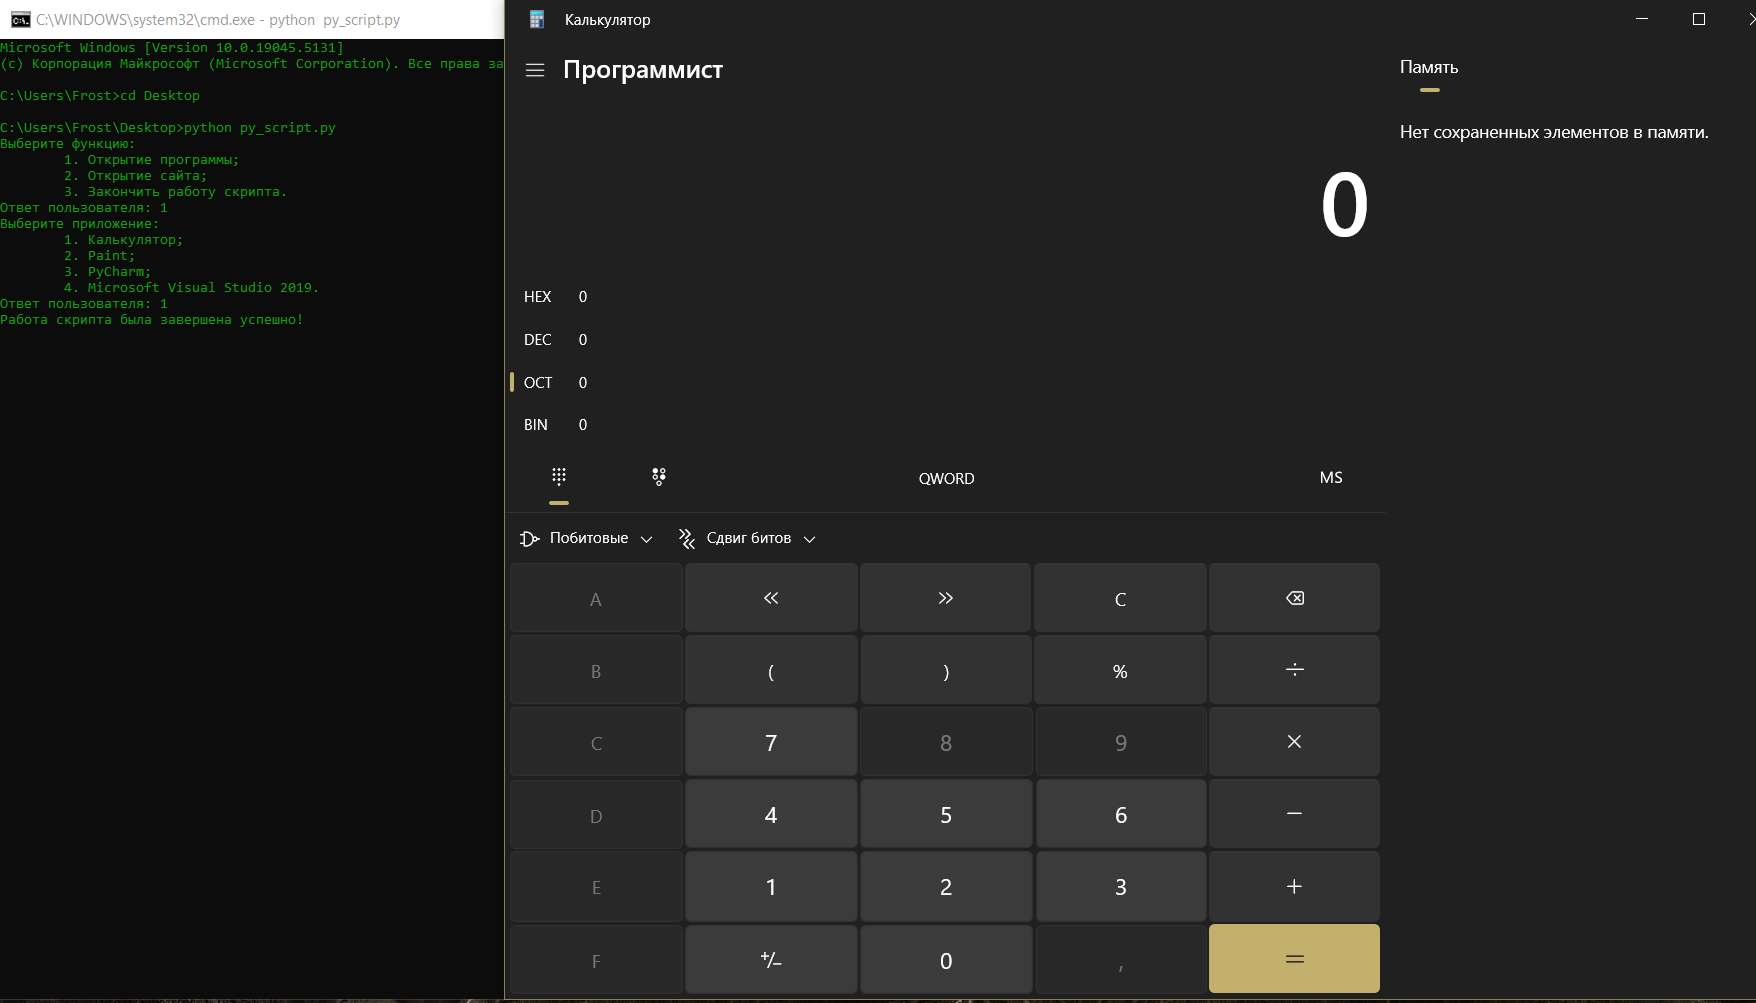 C:\WINDOWS\system32\cmd.exe - python  py_script.py
Microsoft Windows [Version 10.0.19045.5131]
(c) Корпорация Майкрософт (Microsoft Corporation). Все права за
C:\Users\Frost>cd Desktop
C:\Users\Frost\Desktop>python py_script.py
Выберите функцию:
1. Открытие программы;
2. Открытие сайта;
3. Закончить работу скрипта.
Ответ пользователя: 1
Выберите приложение:
1. Калькулятор;
2. Paint;
3. PyCharm;
4. Microsoft Visual Studio 2019.
Ответ пользователя: 1
Работа скрипта была завершена успешно!
Калькулятор
Программист
0
HEX 0
DEC 0
OCT 0
BIN 0
QWORD MS
Побитовые Сдвиг битов
A << >> C
B ( ) % ÷
C 7 8 9 ×
D 4 5 6 −
E 1 2 3 +
F +/− 0 , =
Память
Нет сохраненных элементов в памяти.